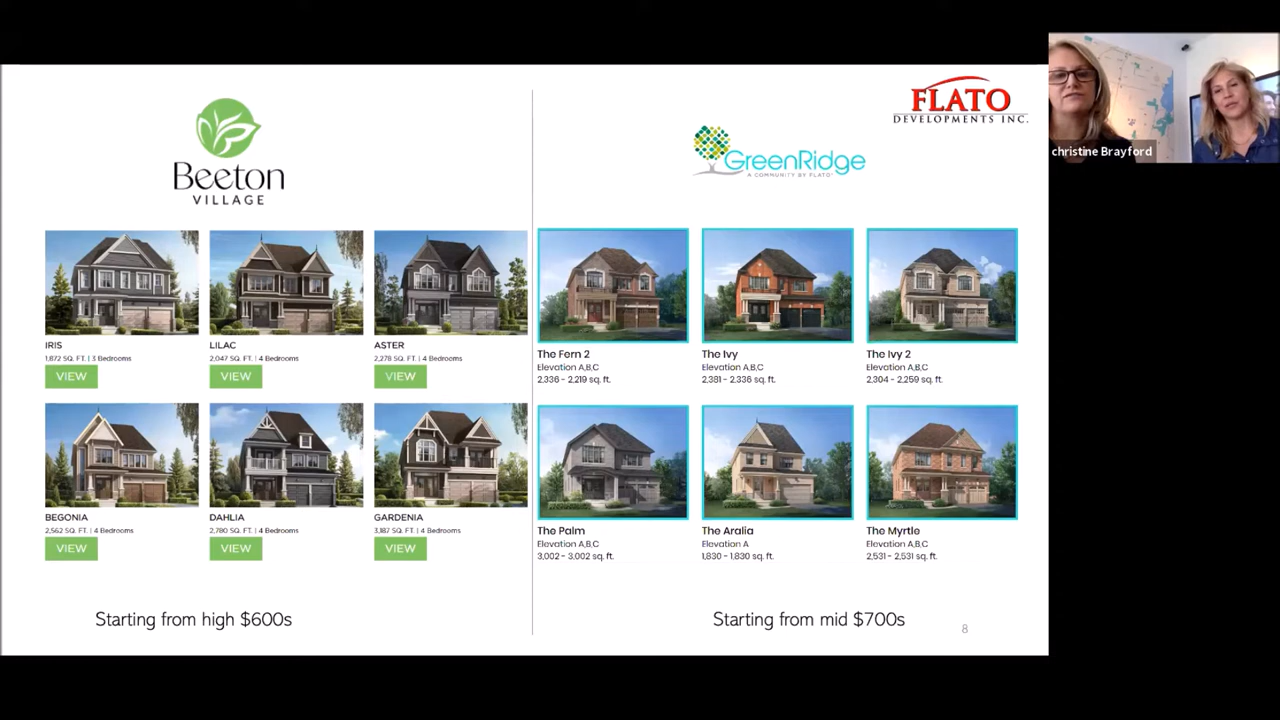 FLATO
DEVELOPMENTS INC.
christine Brayford
Beeton
VILLAGE
GreenRidge
A COMMUNITY BY FLATO
IRIS
1,872 SQ. FT. | 3 Bedrooms
VIEW
LILAC
2,047 SQ. FT. | 4 Bedrooms
VIEW
ASTER
2,278 SQ. FT. | 4 Bedrooms
VIEW
BEGONIA
2,562 SQ. FT. | 4 Bedrooms
VIEW
DAHLIA
2,780 SQ. FT. | 4 Bedrooms
VIEW
GARDENIA
3,187 SQ. FT. | 4 Bedrooms
VIEW
Starting from high $600s
The Fern 2
Elevation A,B,C
2,336 - 2,219 sq. ft.
The Ivy
Elevation A,B,C
2,381 - 2,336 sq. ft.
The Ivy 2
Elevation A,B,C
2,304 - 2,259 sq. ft.
The Palm
Elevation A,B,C
3,002 - 3,002 sq. ft.
The Aralia
Elevation A
1,830 - 1,830 sq. ft.
The Myrtle
Elevation A,B,C
2,531 - 2,531 sq. ft.
Starting from mid $700s
8